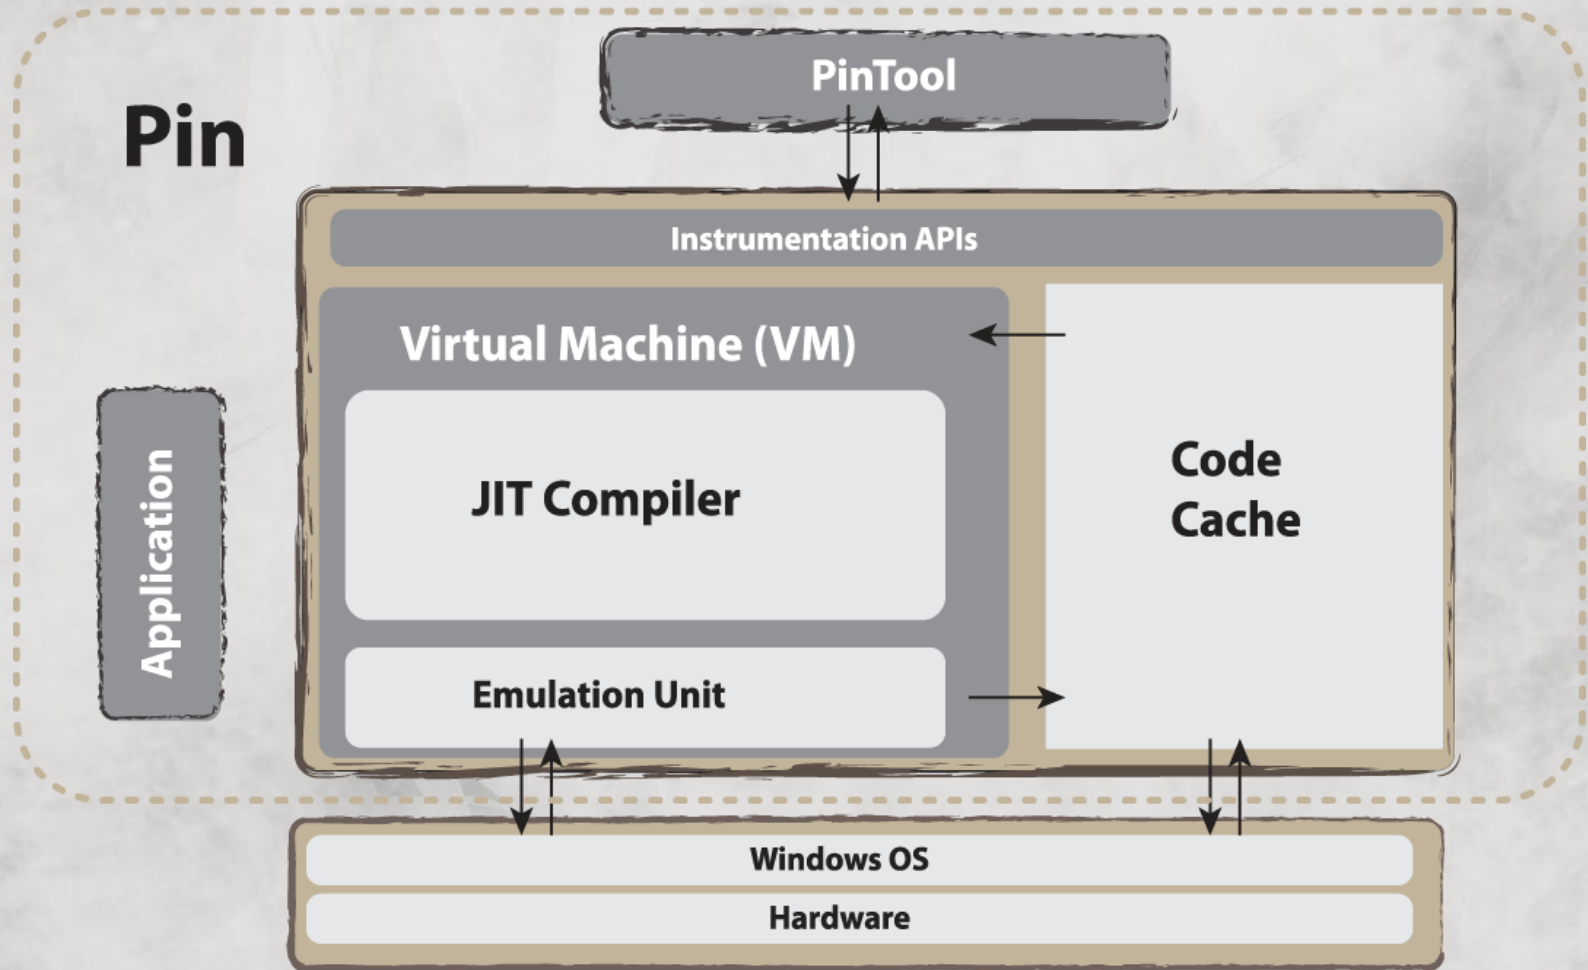 PinTool
Pin
Instrumentation APIs
Virtual Machine (VM)
JIT Compiler
Code
Cache
Application
Emulation Unit
Windows OS
Hardware